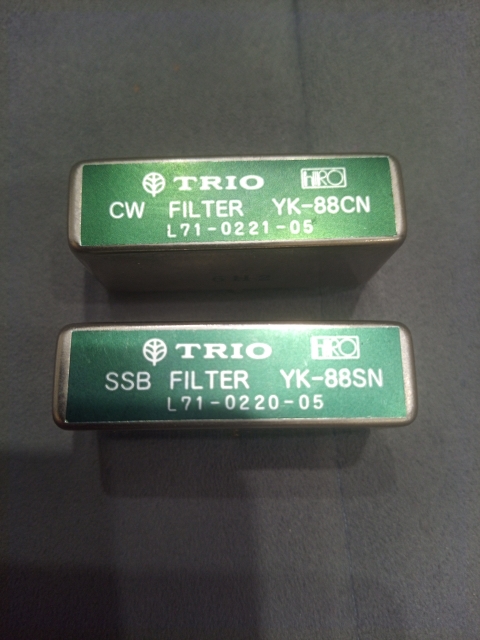 TRIO HIRO
CW FILTER YK-88CN
L71-0221-05
TRIO HIRO
SSB FILTER YK-88SN
L71-0220-05